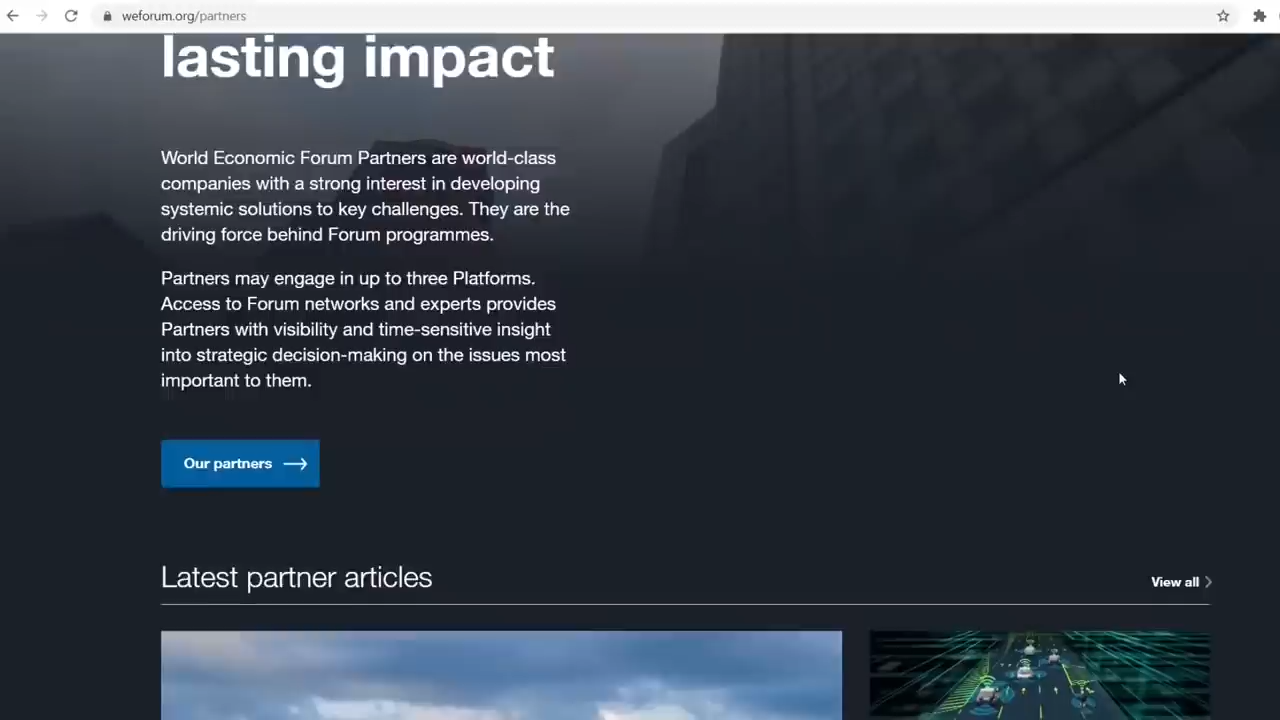 weforum.org/partners
lasting impact
World Economic Forum Partners are world-class
companies with a strong interest in developing
systemic solutions to key challenges. They are the
driving force behind Forum programmes.
Partners may engage in up to three Platforms.
Access to Forum networks and experts provides
Partners with visibility and time-sensitive insight
into strategic decision-making on the issues most
important to them.
Our partners
Latest partner articles
View all